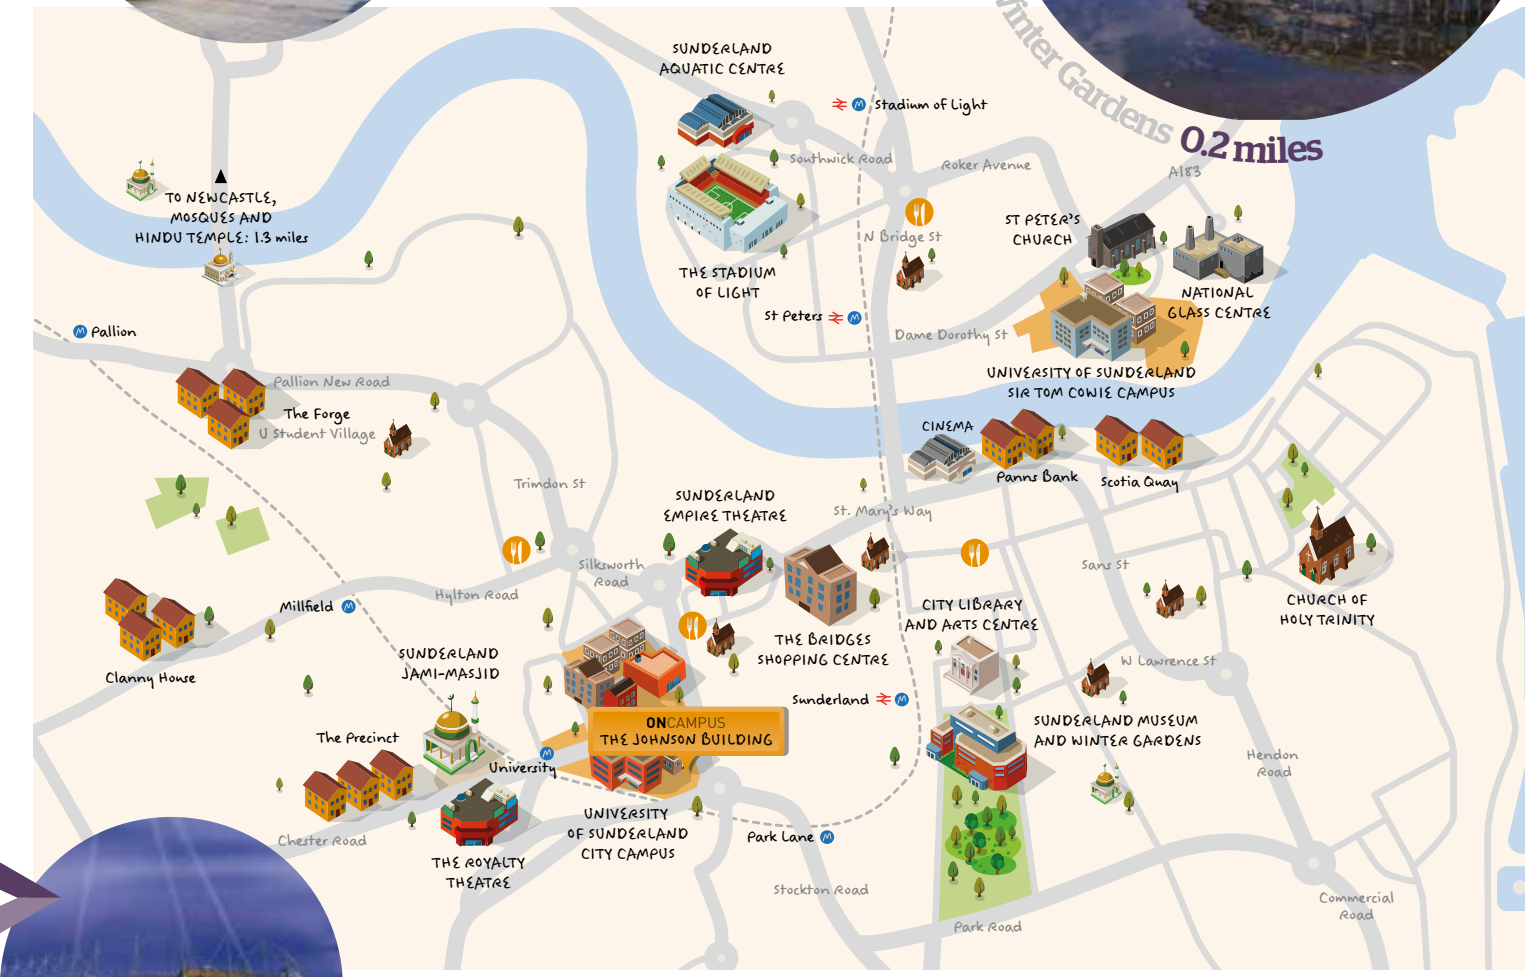 Winter Gardens 0.2 miles
SUNDERLAND
AQUATIC CENTRE
Stadium of Light
Southwick Road
Roker Avenue
A183
TO NEWCASTLE,
MOSQUES AND
HINDU TEMPLE: 1.3 miles
N Bridge St
ST PETER'S
CHURCH
THE STADIUM
OF LIGHT
NATIONAL
GLASS CENTRE
St Peters
Pallion
Dame Dorothy St
UNIVERSITY OF SUNDERLAND
SIR TOM COWIE CAMPUS
Pallion New Road
The Forge
U Student Village
CINEMA
Panns Bank
Scotia Quay
Trimdon St
SUNDERLAND
EMPIRE THEATRE
St. Mary's Way
Silksworth
Road
Sans St
Hylton Road
Millfield
CITY LIBRARY
AND ARTS CENTRE
CHURCH OF
HOLY TRINITY
THE BRIDGES
SHOPPING CENTRE
SUNDERLAND
JAMI-MASJID
W Lawrence St
Clanny House
Sunderland
ONCAMPUS
THE JOHNSON BUILDING
SUNDERLAND MUSEUM
AND WINTER GARDENS
The Precinct
University
Hendon
Road
UNIVERSITY
OF SUNDERLAND
CITY CAMPUS
Chester Road
Park Lane
THE ROYALTY
THEATRE
Stockton Road
Commercial
Road
Park Road